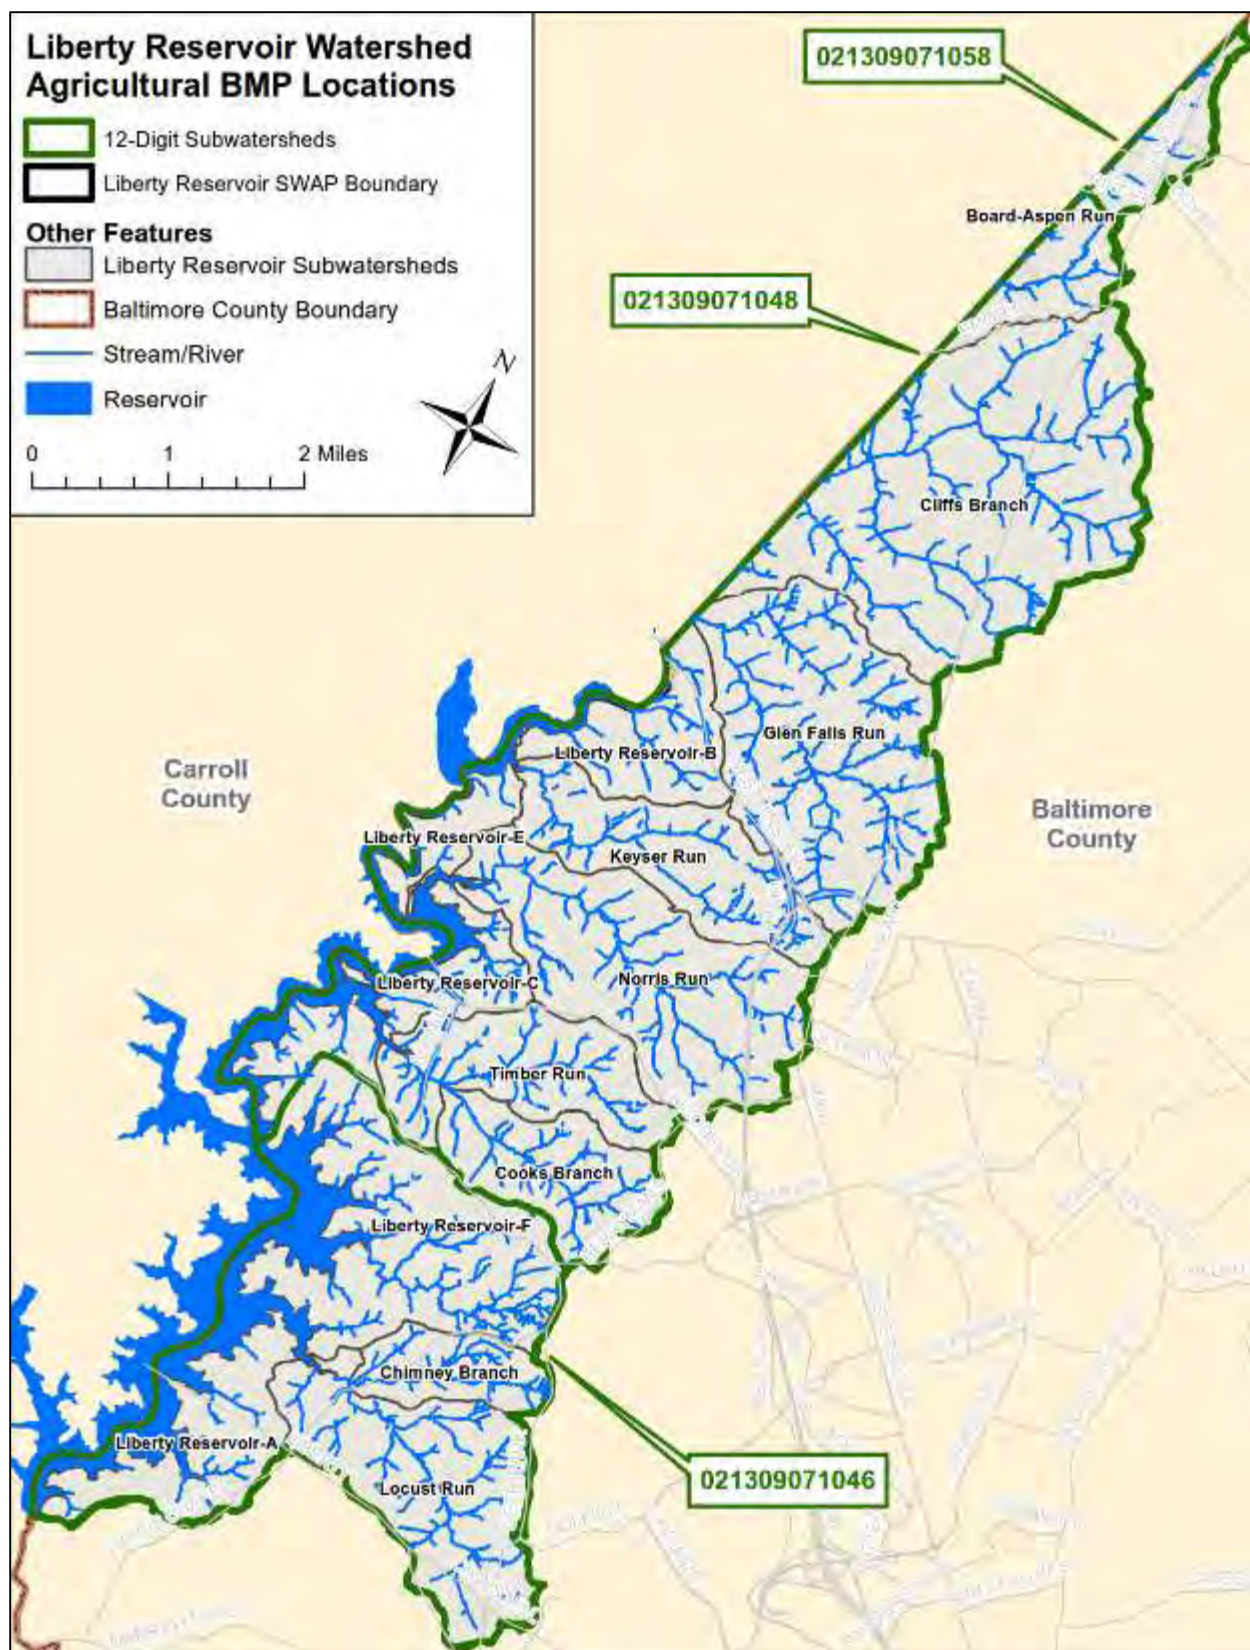 Liberty Reservoir Watershed
Agricultural BMP Locations
12-Digit Subwatersheds
Liberty Reservoir SWAP Boundary
Other Features
Liberty Reservoir Subwatersheds
Baltimore County Boundary
Stream/River
Reservoir
N
0 1 2 Miles
021309071058
Board-Aspen Run
021309071048
Cliffs Branch
Glen Falls Run
Liberty Reservoir-B
Carroll
County
Baltimore
County
Liberty Reservoir-E
Keyser Run
Liberty Reservoir-C
Norris Run
Timber Run
Cooks Branch
Liberty Reservoir-F
Chimney Branch
Liberty Reservoir-A
021309071046
Locust Run